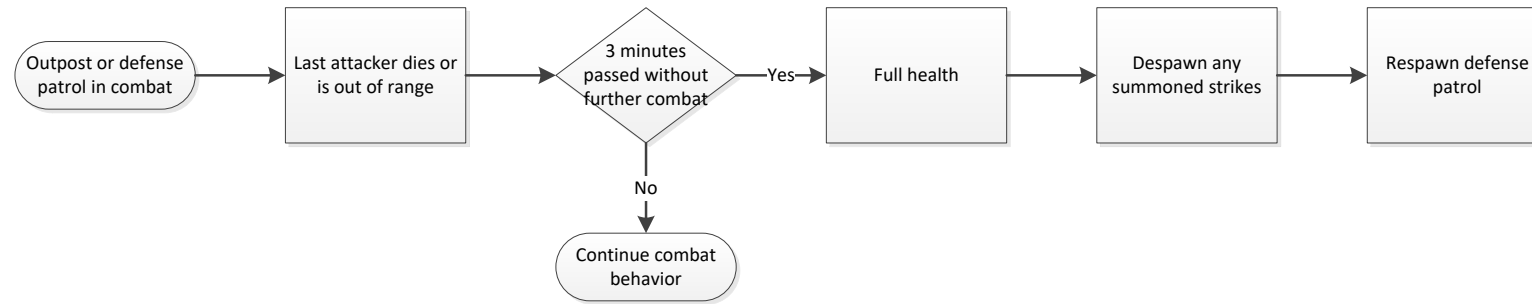 Outpost or defense
patrol in combat
Last attacker dies or
is out of range
3 minutes
passed without
further combat
Yes
Full health
Despawn any
summoned strikes
Respawn defense
patrol
No
Continue combat
behavior